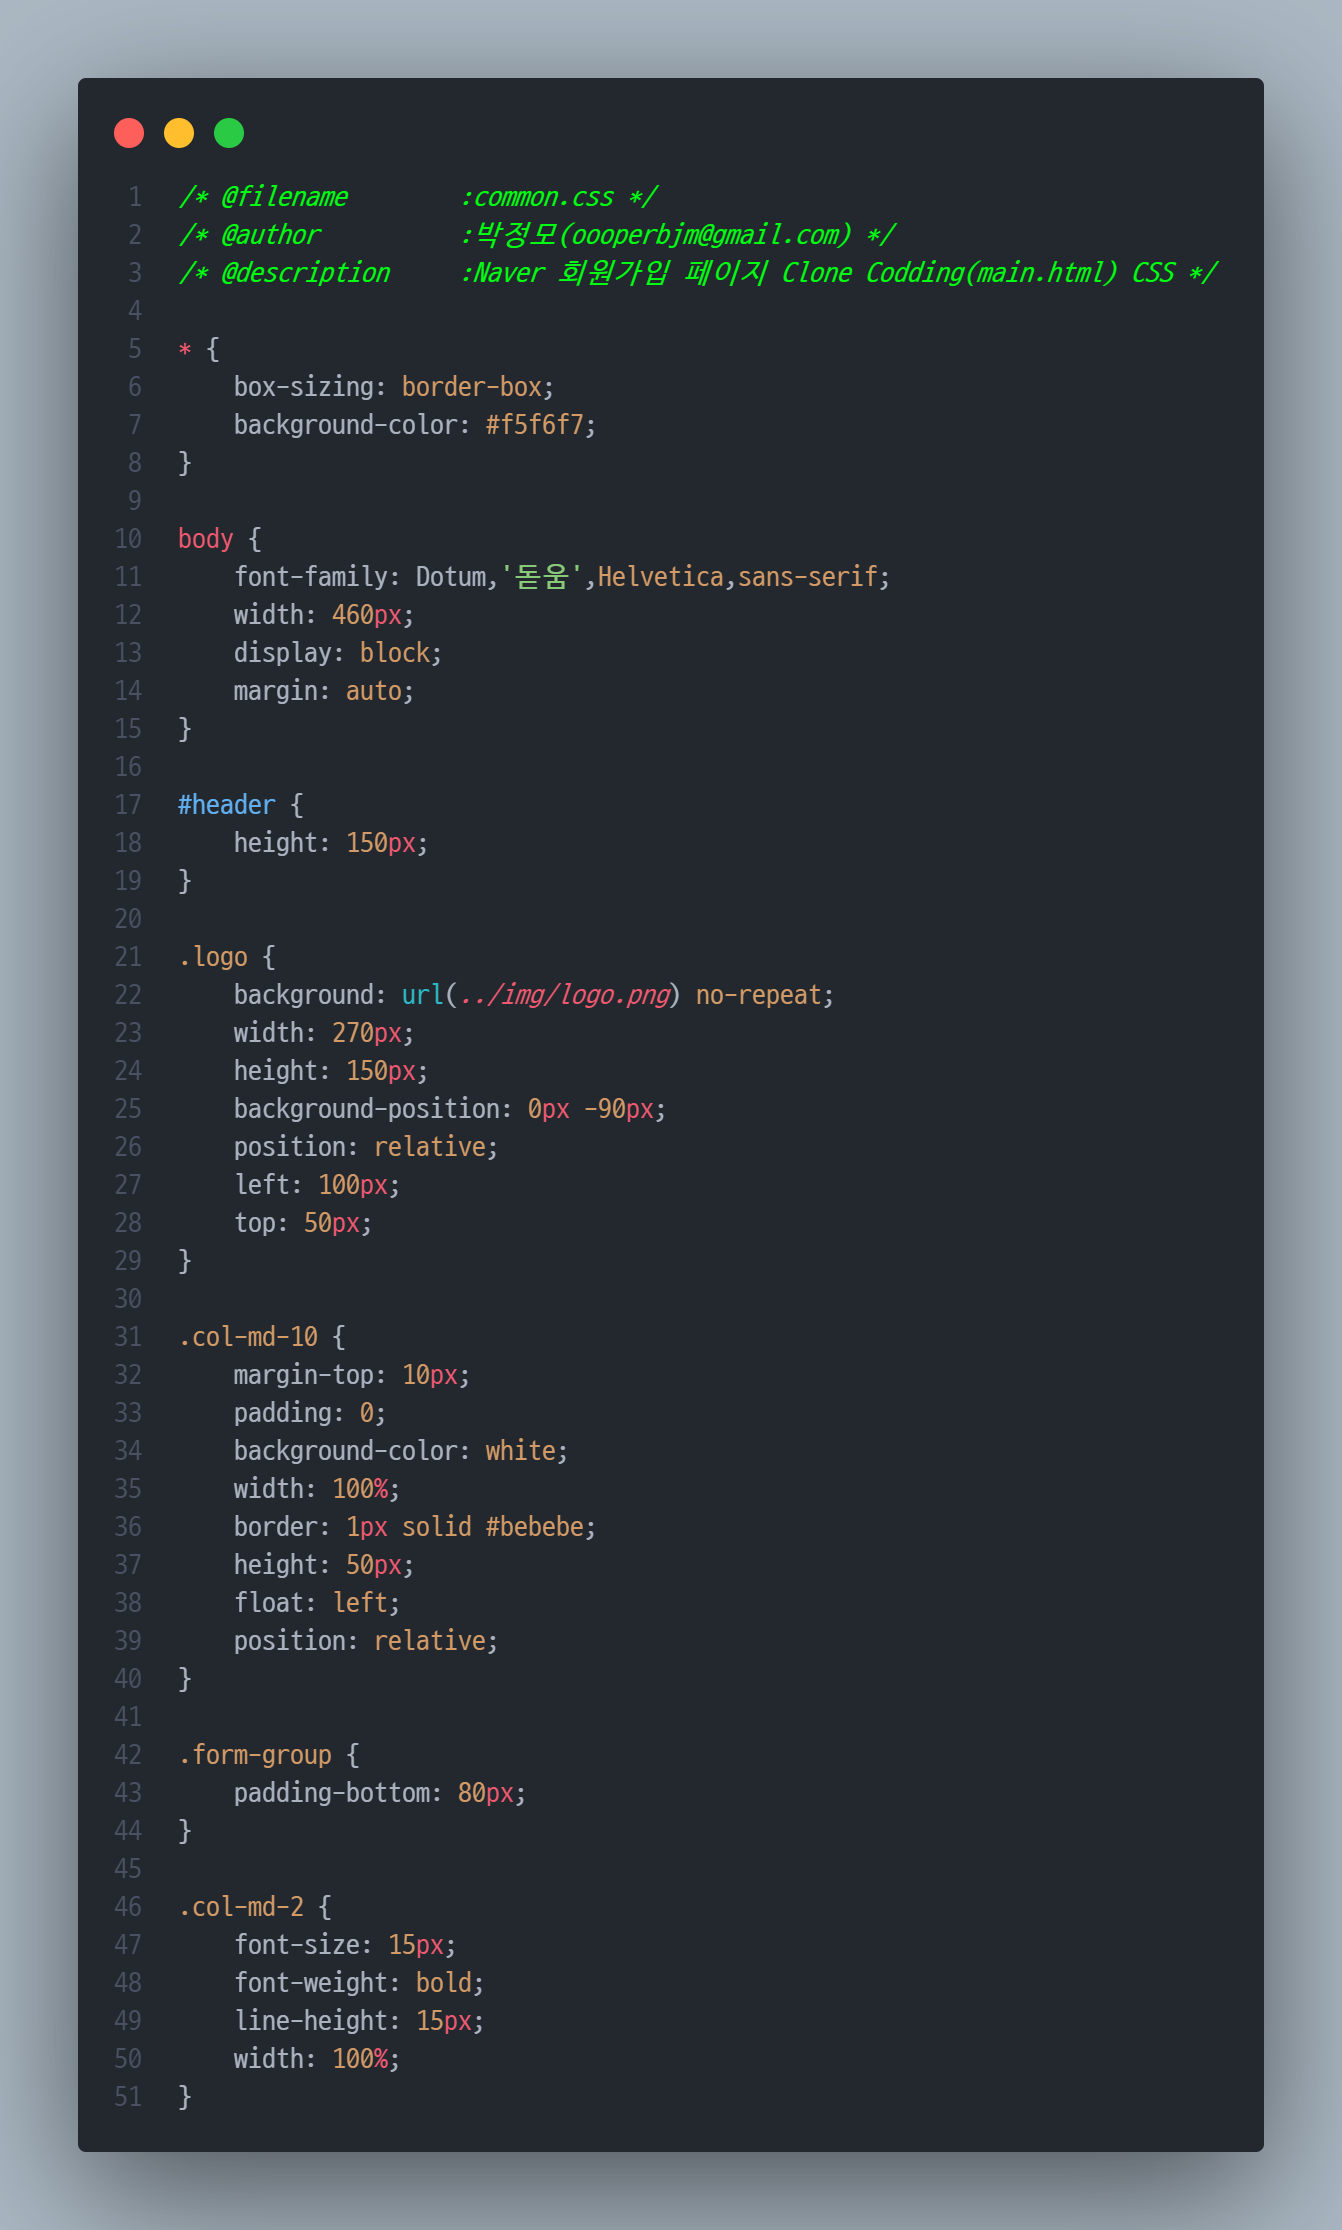 1 /* @filename        :common.css */
2 /* @author          :박정모(oooperbjm@gmail.com) */
3 /* @description     :Naver 회원가입 페이지 Clone Codding(main.html) CSS */
4
5 * {
6     box-sizing: border-box;
7     background-color: #f5f6f7;
8 }
9
10 body {
11     font-family: Dotum,'돋움',Helvetica,sans-serif;
12     width: 460px;
13     display: block;
14     margin: auto;
15 }
16
17 #header {
18     height: 150px;
19 }
20
21 .logo {
22     background: url(../img/logo.png) no-repeat;
23     width: 270px;
24     height: 150px;
25     background-position: 0px -90px;
26     position: relative;
27     left: 100px;
28     top: 50px;
29 }
30
31 .col-md-10 {
32     margin-top: 10px;
33     padding: 0;
34     background-color: white;
35     width: 100%;
36     border: 1px solid #bebebe;
37     height: 50px;
38     float: left;
39     position: relative;
40 }
41
42 .form-group {
43     padding-bottom: 80px;
44 }
45
46 .col-md-2 {
47     font-size: 15px;
48     font-weight: bold;
49     line-height: 15px;
50     width: 100%;
51 }